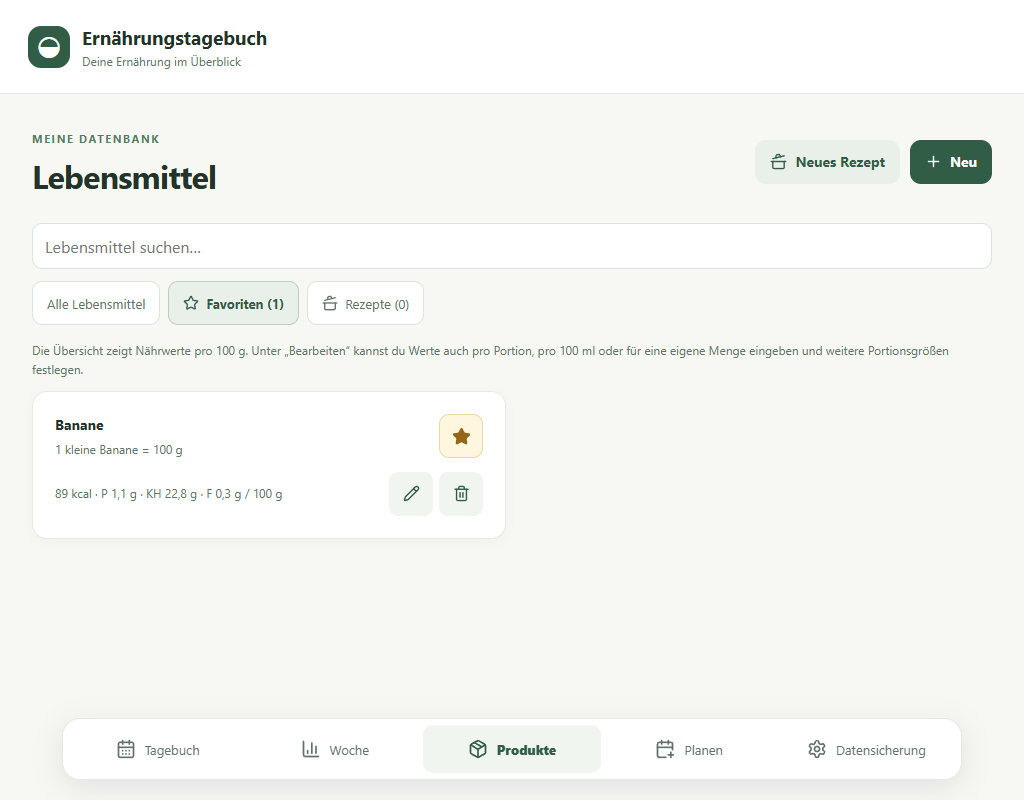 Ernährungstagebuch
Deine Ernährung im Überblick
MEINE DATENBANK
Lebensmittel
Neues Rezept
Neu
Lebensmittel suchen...
Alle Lebensmittel
Favoriten (1)
Rezepte (0)
Die Übersicht zeigt Nährwerte pro 100 g. Unter „Bearbeiten“ kannst du Werte auch pro Portion, pro 100 ml oder für eine eigene Menge eingeben und weitere Portionsgrößen
festlegen.
Banane
1 kleine Banane = 100 g
89 kcal · P 1,1 g · KH 22,8 g · F 0,3 g / 100 g
Tagebuch
Woche
Produkte
Planen
Datensicherung